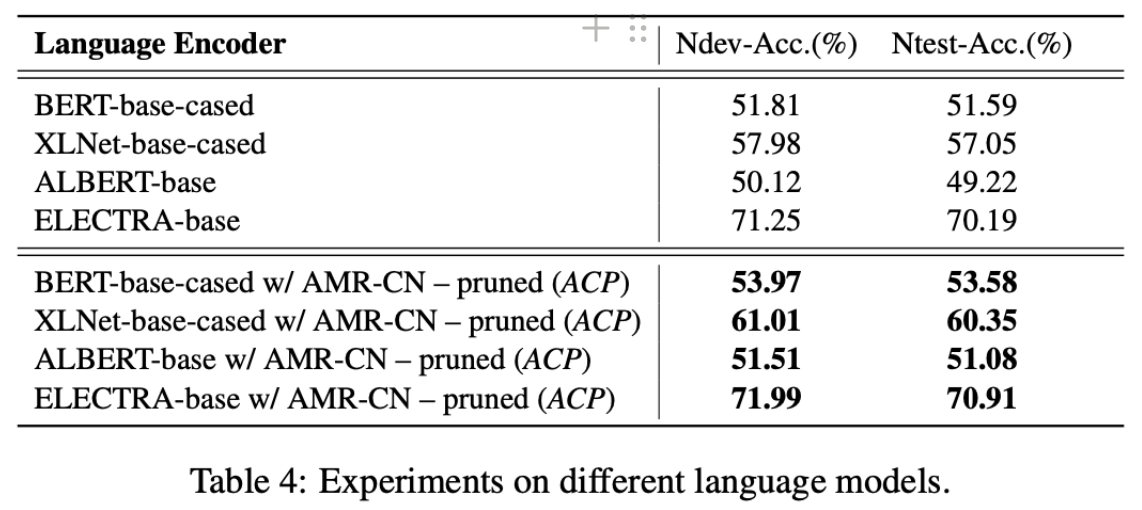 Language Encoder Ndev-Acc.(%) Ntest-Acc.(%)
BERT-base-cased 51.81 51.59
XLNet-base-cased 57.98 57.05
ALBERT-base 50.12 49.22
ELECTRA-base 71.25 70.19
BERT-base-cased w/ AMR-CN – pruned (ACP) 53.97 53.58
XLNet-base-cased w/ AMR-CN – pruned (ACP) 61.01 60.35
ALBERT-base w/ AMR-CN – pruned (ACP) 51.51 51.08
ELECTRA-base w/ AMR-CN – pruned (ACP) 71.99 70.91
Table 4: Experiments on different language models.